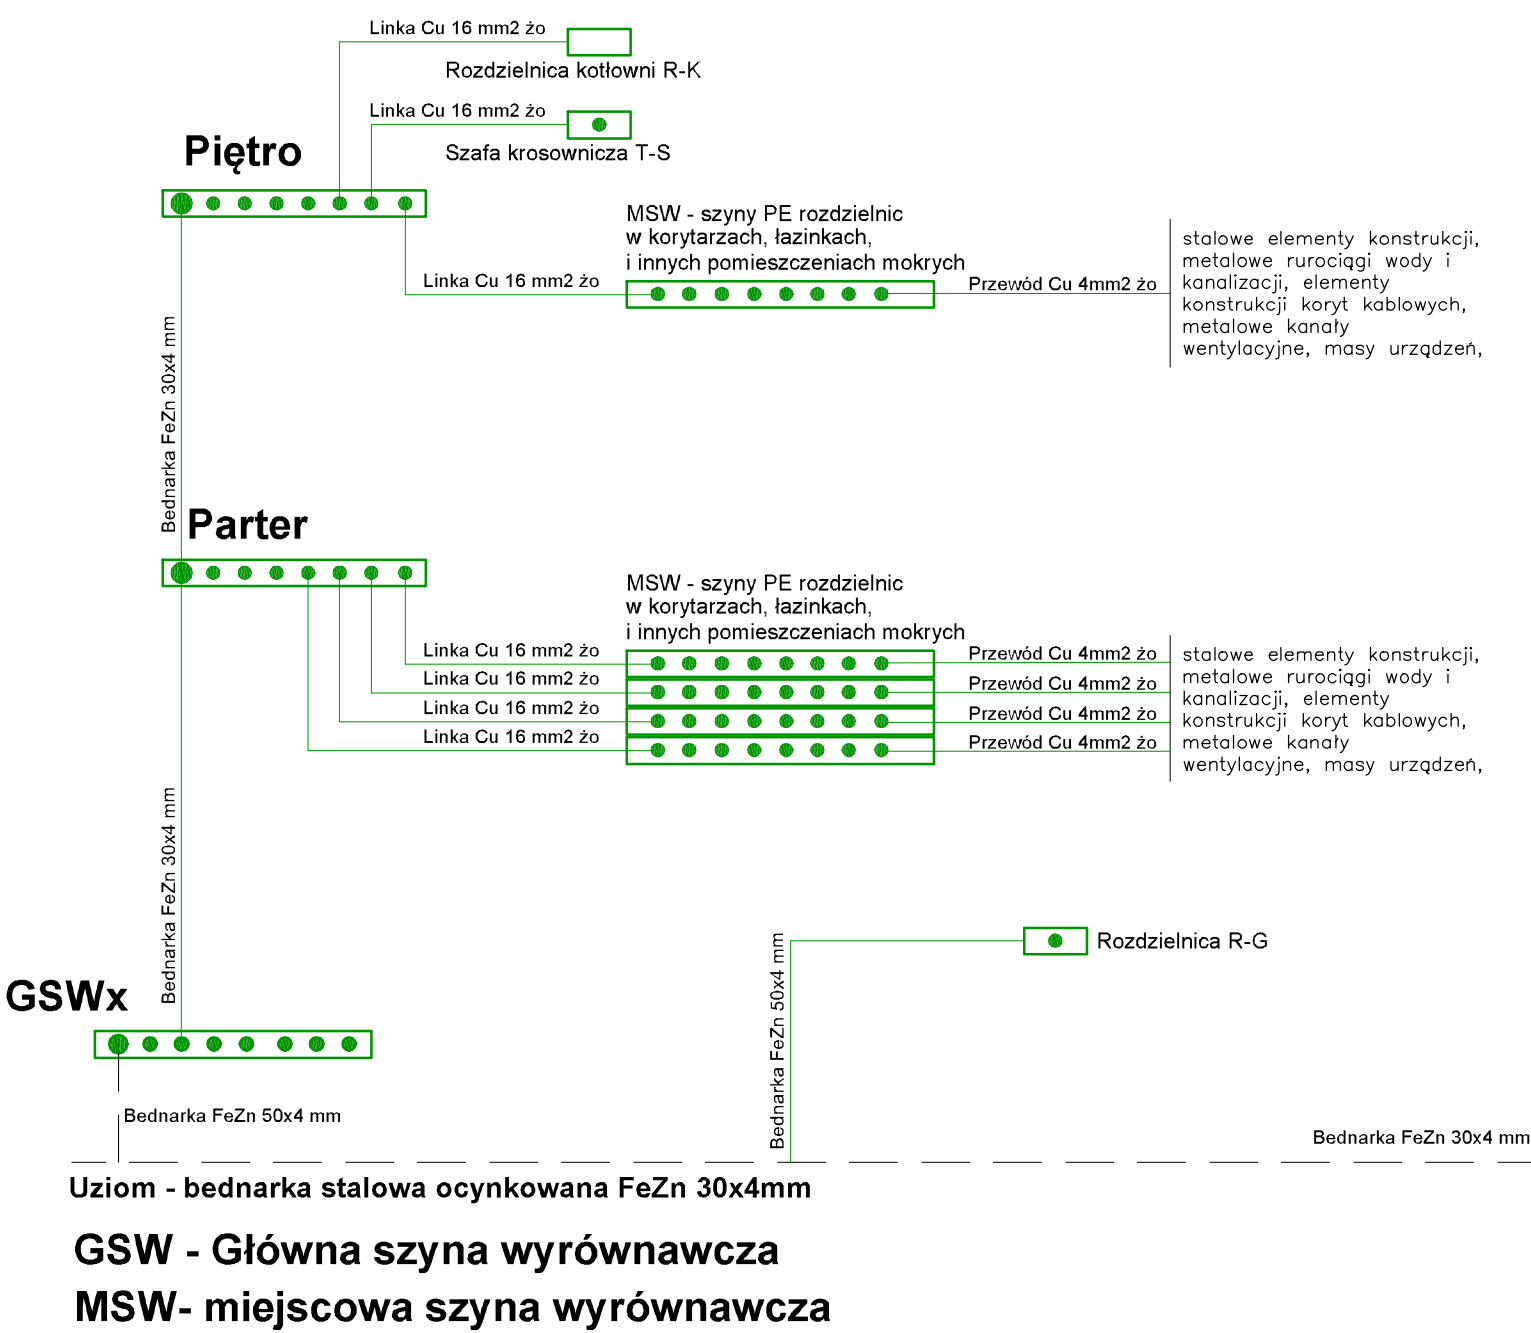 Linka Cu 16 mm2 żo
Rozdzielnica kotłowni R-K
Linka Cu 16 mm2 żo
Szafa krosownicza T-S
Piętro
MSW - szyny PE rozdzielnic
w korytarzach, łazinkach,
i innych pomieszczeniach mokrych
Linka Cu 16 mm2 żo
Przewód Cu 4mm2 żo
stalowe elementy konstrukcji,
metalowe rurociągi wody i
kanalizacji, elementy
konstrukcji koryt kablowych,
metalowe kanały
wentylacyjne, masy urządzeń,
Bednarka FeZn 30x4 mm
Parter
MSW - szyny PE rozdzielnic
w korytarzach, łazinkach,
i innych pomieszczeniach mokrych
Linka Cu 16 mm2 żo
Linka Cu 16 mm2 żo
Linka Cu 16 mm2 żo
Linka Cu 16 mm2 żo
Przewód Cu 4mm2 żo
Przewód Cu 4mm2 żo
Przewód Cu 4mm2 żo
Przewód Cu 4mm2 żo
stalowe elementy konstrukcji,
metalowe rurociągi wody i
kanalizacji, elementy
konstrukcji koryt kablowych,
metalowe kanały
wentylacyjne, masy urządzeń,
Bednarka FeZn 30x4 mm
GSWx
Bednarka FeZn 50x4 mm
Bednarka FeZn 50x4 mm
Rozdzielnica R-G
Bednarka FeZn 30x4 mm
Uziom - bednarka stalowa ocynkowana FeZn 30x4mm
GSW - Główna szyna wyrównawcza
MSW- miejscowa szyna wyrównawcza